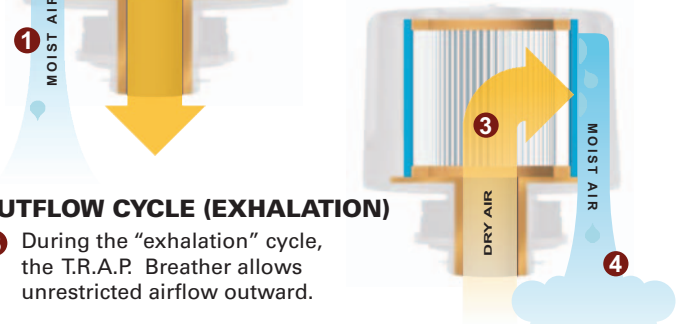 1
MOIST AIR
3
DRY AIR
MOIST AIR
4
UTFLOW CYCLE (EXHALATION)
During the “exhalation” cycle,
the T.R.A.P. Breather allows
unrestricted airflow outward.